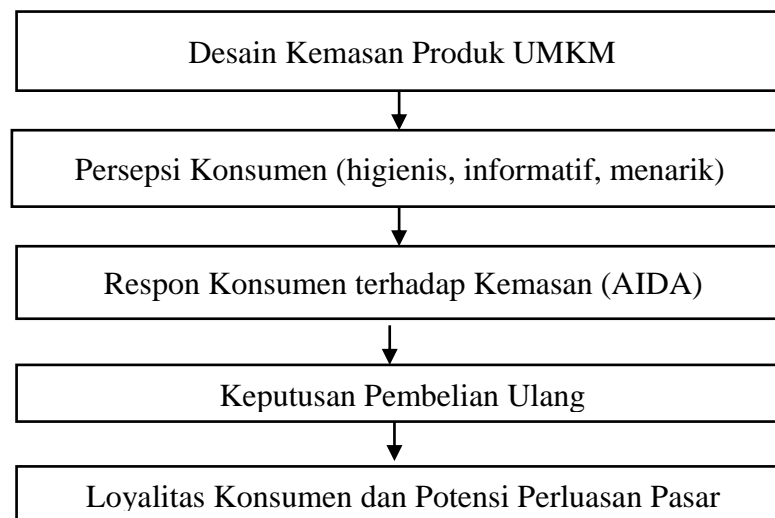 Desain Kemasan Produk UMKM
Persepsi Konsumen (higienis, informatif, menarik)
Respon Konsumen terhadap Kemasan (AIDA)
Keputusan Pembelian Ulang
Loyalitas Konsumen dan Potensi Perluasan Pasar